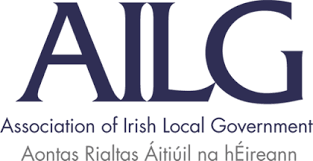 AILG
Association of Irish Local Government
Aontas Rialtas Áitiúil na hÉireann